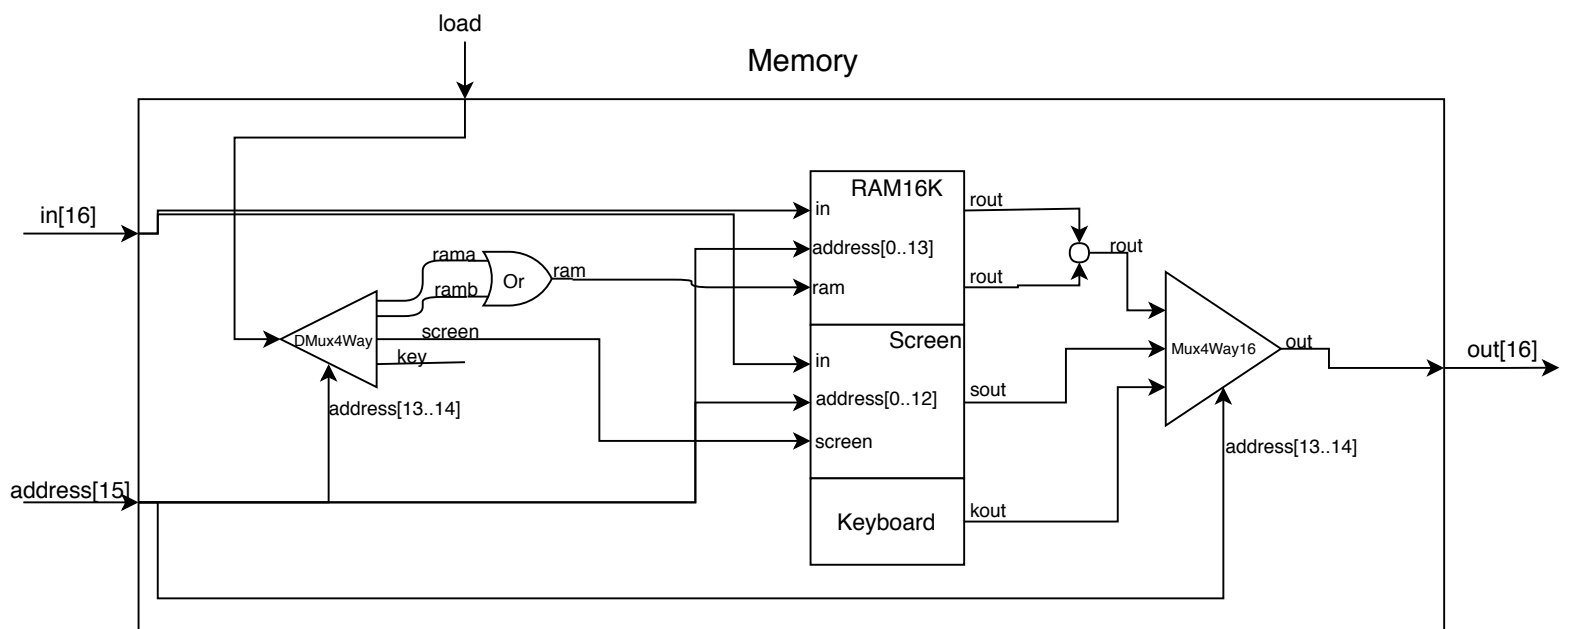 load
Memory
in[16]
RAM16K
rout
in
rama
Or
ram
address[0..13]
rout
ramb
ram
rout
DMux4Way
screen
key
Screen
in
Mux4Way16
out
out[16]
address[13..14]
address[0..12]
sout
screen
address[13..14]
address[15]
Keyboard
kout